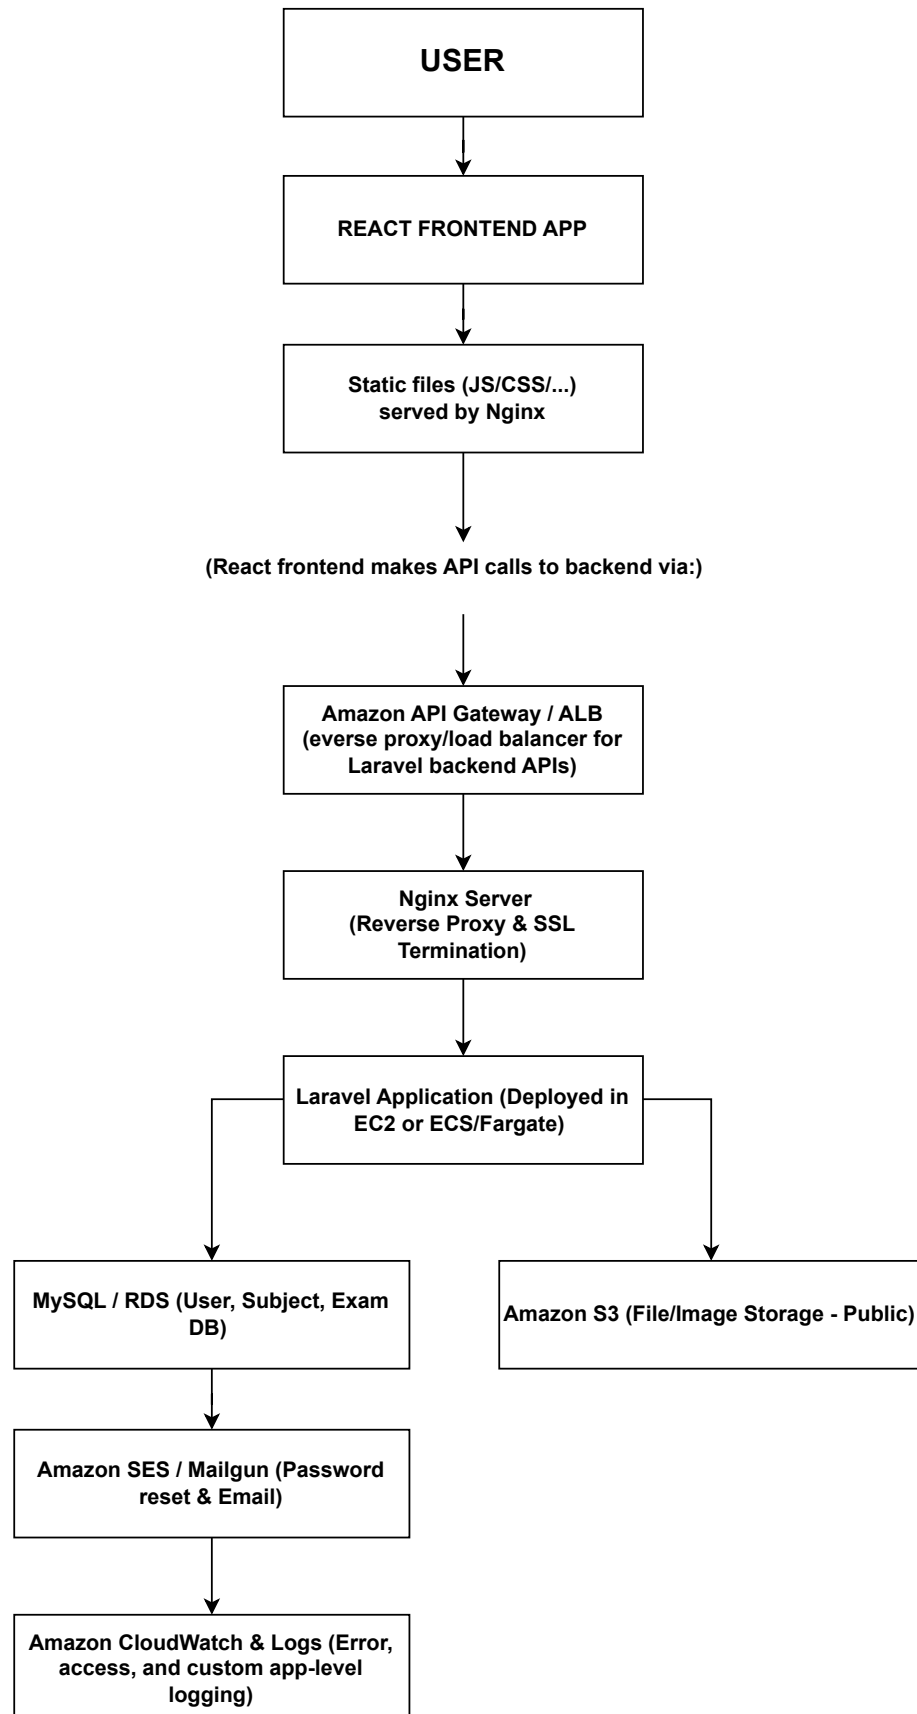 USER
REACT FRONTEND APP
Static files (JS/CSS/...)
served by Nginx
(React frontend makes API calls to backend via:)
Amazon API Gateway / ALB
(everse proxy/load balancer for
Laravel backend APIs)
Nginx Server
(Reverse Proxy & SSL
Termination)
Laravel Application (Deployed in
EC2 or ECS/Fargate)
MySQL / RDS (User, Subject, Exam
DB)
Amazon S3 (File/Image Storage - Public)
Amazon SES / Mailgun (Password
reset & Email)
Amazon CloudWatch & Logs (Error,
access, and custom app-level
logging)